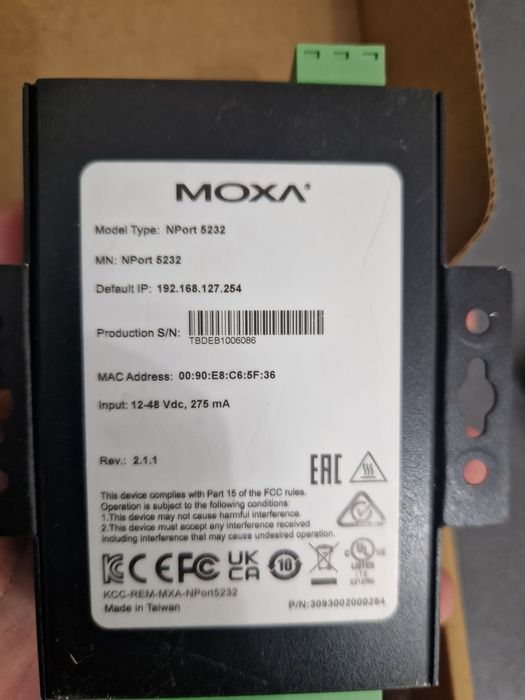 MOXA®
Model Type: NPort 5232
MN: NPort 5232
Default IP: 192.168.127.254
Production S/N:
TBDEB1006086
MAC Address: 00:90:E8:C6:5F:36
Input: 12-48 Vdc, 275 mA
Rev.: 2.1.1
EAC
This device complies with Part 15 of the FCC rules.
Operation is subject to the following conditions:
1.This device may not cause harmful interference.
2.This device must accept any interference received
including interference that may cause undesired operation.
CE FC UK CA 10 c UL US LISTED
KCC-REM-MXA-NPort5232
Made in Taiwan
P/N:3093002000284